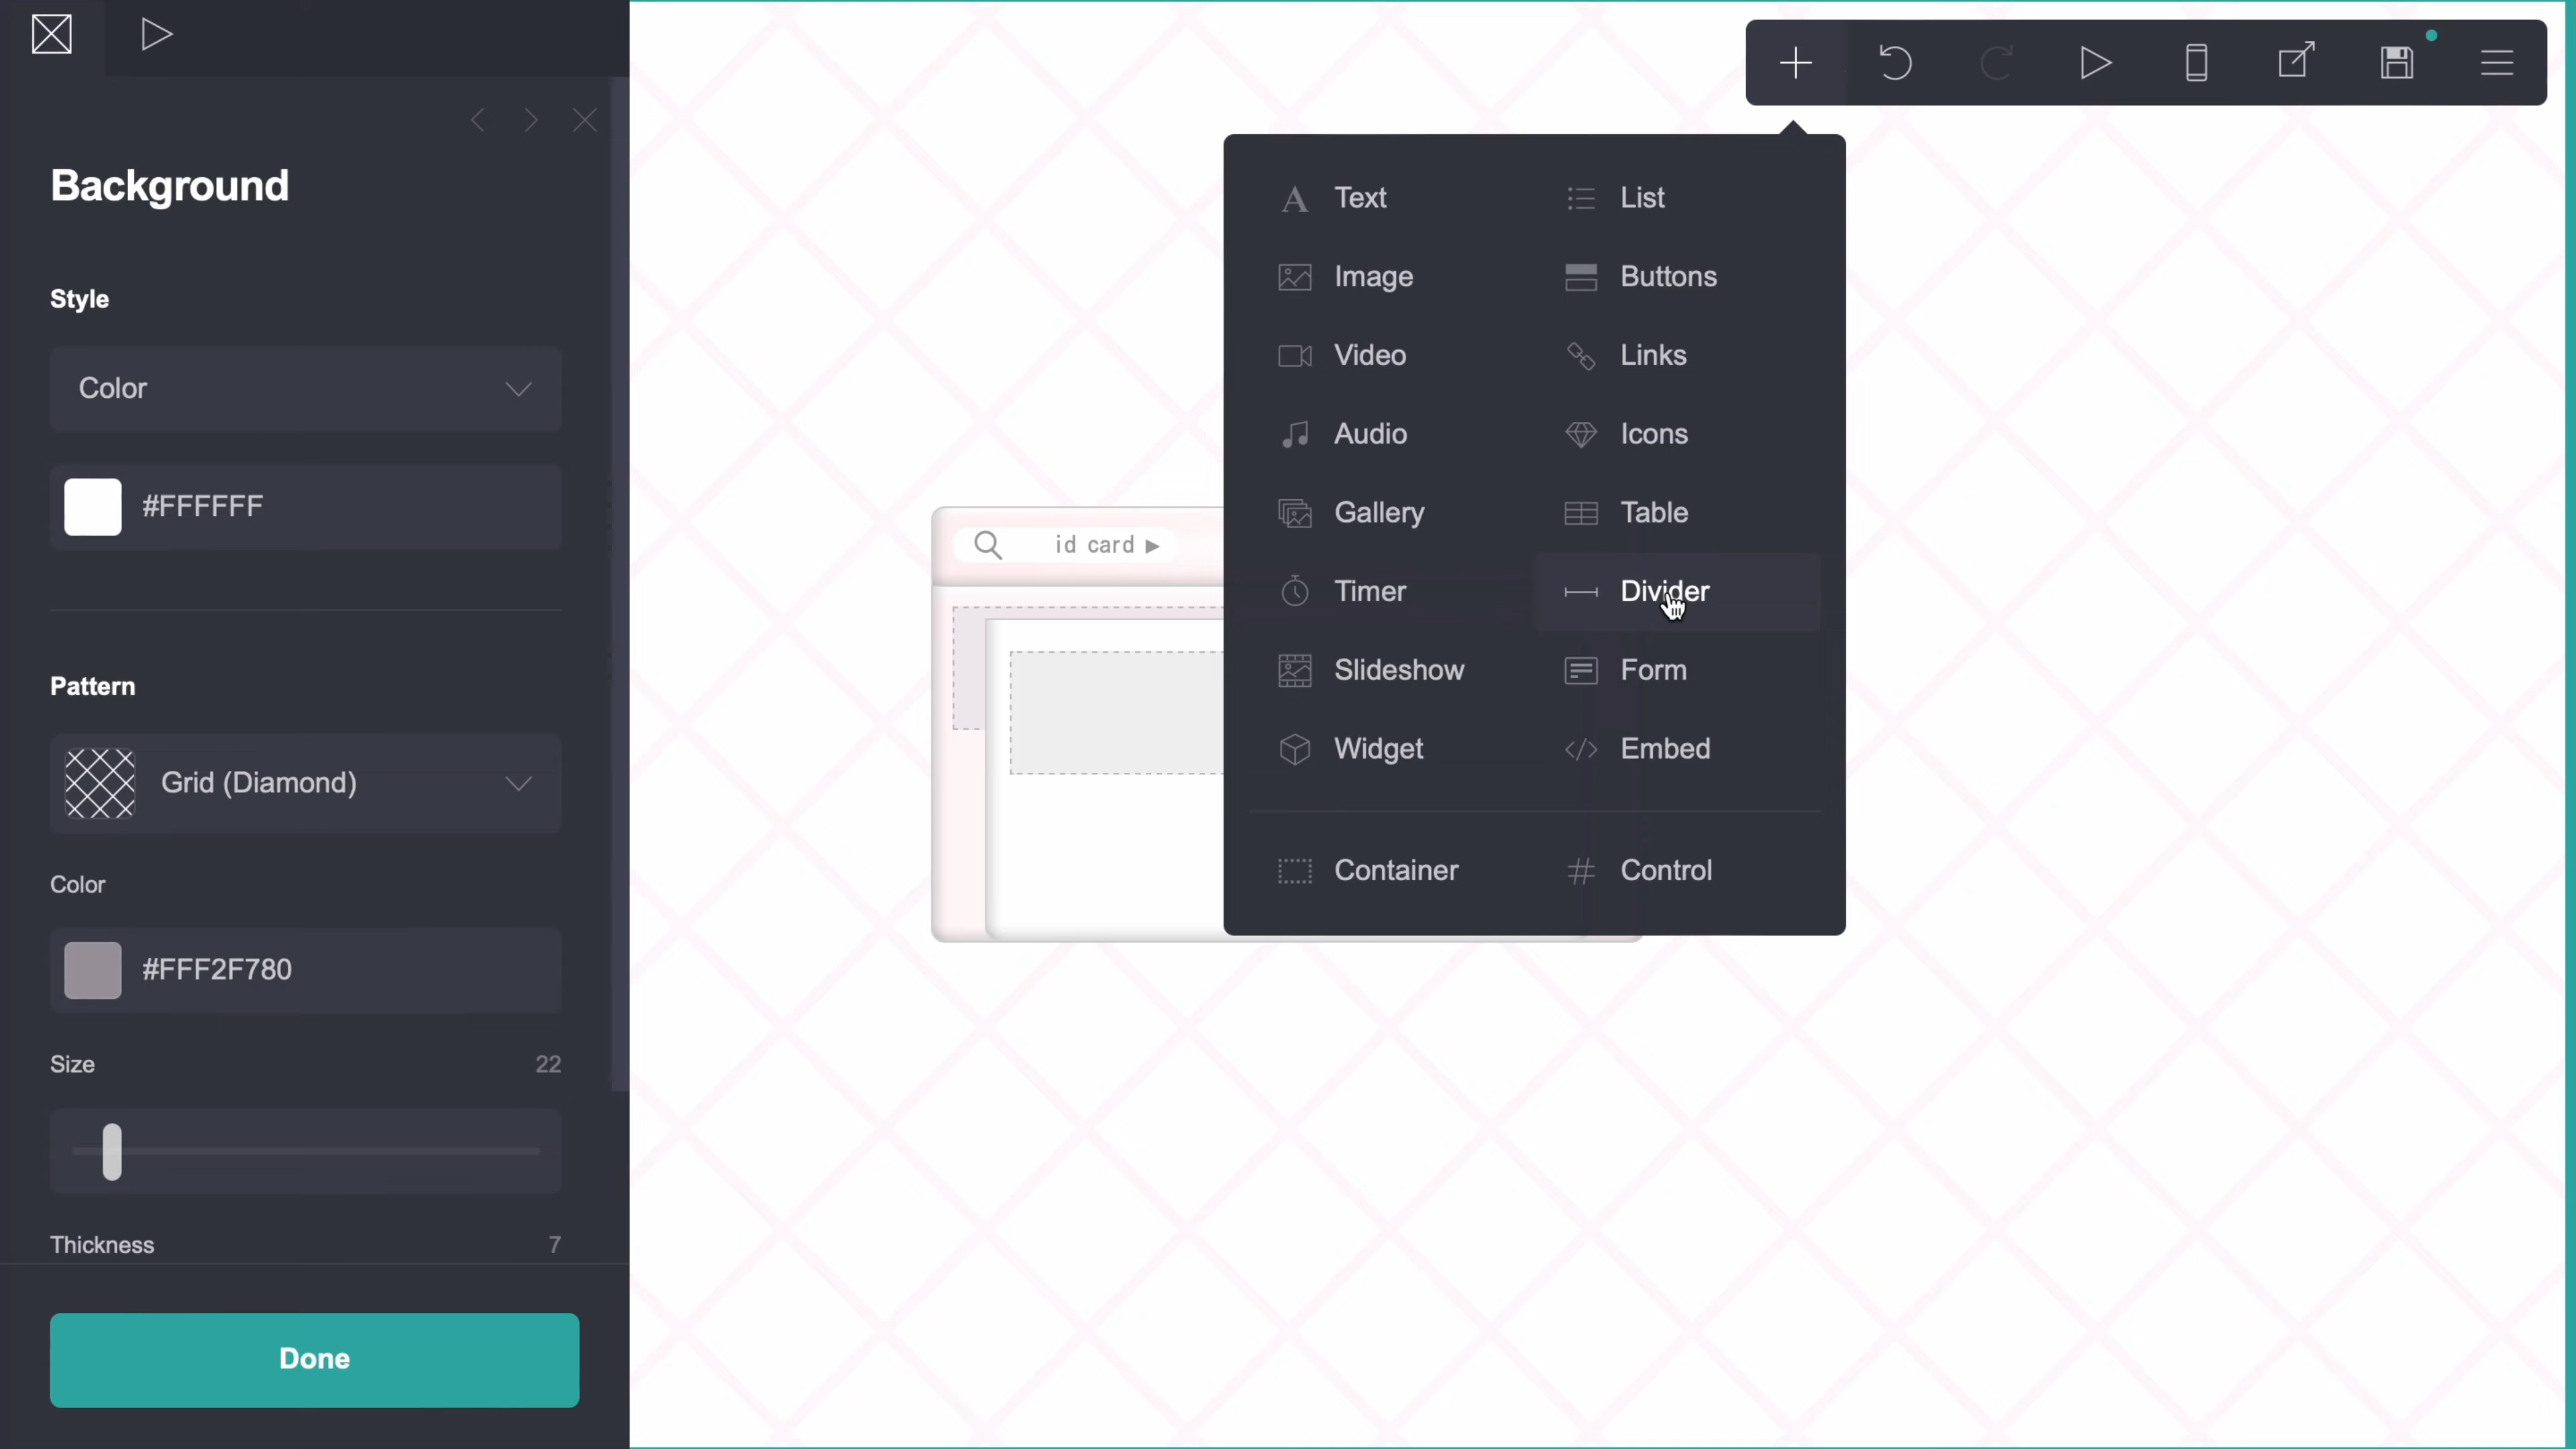 Background
Style
Color
#FFFFFF
Pattern
Grid (Diamond)
Color
#FFF2F780
Size 22
Thickness 7
Done
id card ▶
Text
List
Image
Buttons
Video
Links
Audio
Icons
Gallery
Table
Timer
Divider
Slideshow
Form
Widget
Embed
Container
Control